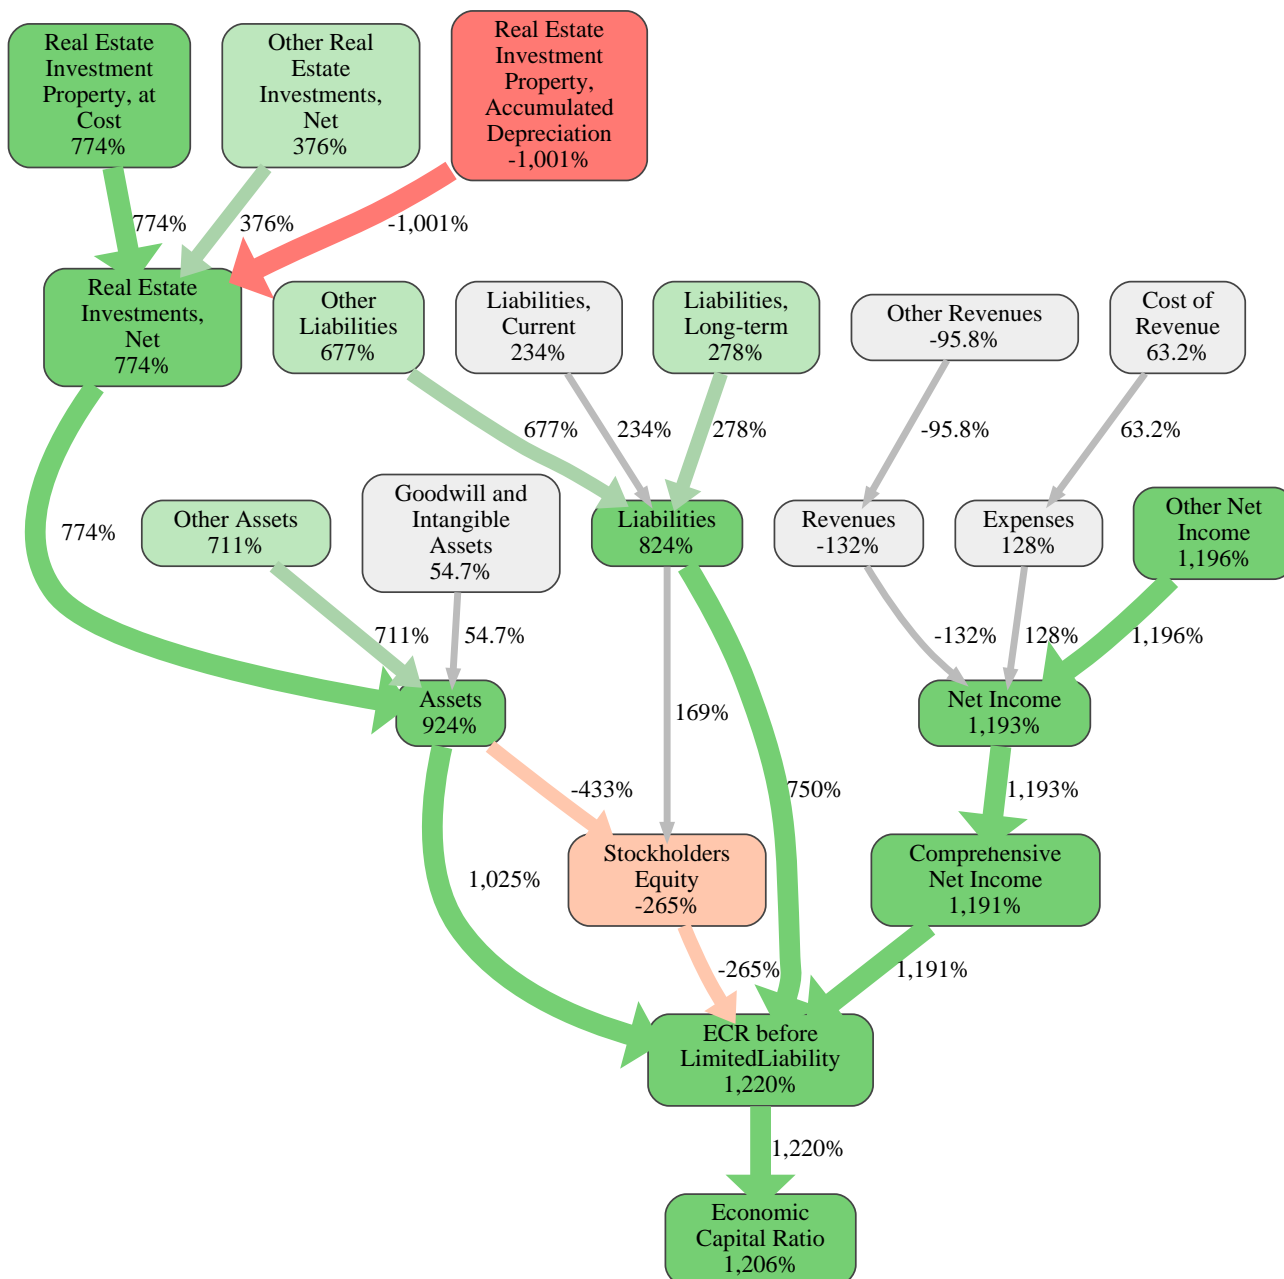 Real Estate
Investment
Property, at
Cost
774%
Other Real
Estate
Investments,
Net
376%
Real Estate
Investment
Property,
Accumulated
Depreciation
-1,001%
774%
376%
-1,001%
Real Estate
Investments,
Net
774%
Other
Liabilities
677%
Liabilities,
Current
234%
Liabilities,
Long-term
278%
Other Revenues
-95.8%
Cost of
Revenue
63.2%
677%
234%
278%
-95.8%
63.2%
774%
Other Assets
711%
Goodwill and
Intangible
Assets
54.7%
Liabilities
824%
Revenues
-132%
Expenses
128%
Other Net
Income
1,196%
711%
54.7%
-132%
128%
1,196%
Assets
924%
169%
Net Income
1,193%
-433%
750%
1,193%
1,025%
Stockholders
Equity
-265%
Comprehensive
Net Income
1,191%
-265%
1,191%
ECR before
LimitedLiability
1,220%
1,220%
Economic
Capital Ratio
1,206%